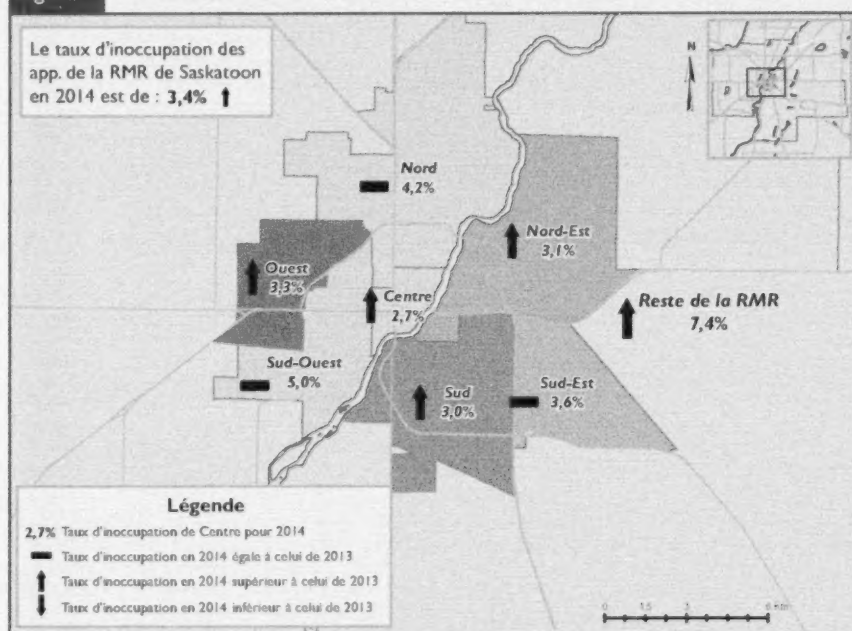 Le taux d'inoccupation des
app. de la RMR de Saskatoon
en 2014 est de : 3,4%
N
Nord
4,2%
Nord-Est
3,1%
Ouest
3,3%
Centre
2,7%
Reste de la RMR
7,4%
Sud-Ouest
5,0%
Sud
3,0%
Sud-Est
3,6%
Légende
2,7% Taux d'inoccupation de Centre pour 2014
Taux d'inoccupation en 2014 égale à celui de 2013
Taux d'inoccupation en 2014 supérieur à celui de 2013
Taux d'inoccupation en 2014 inférieur à celui de 2013
0 1,5